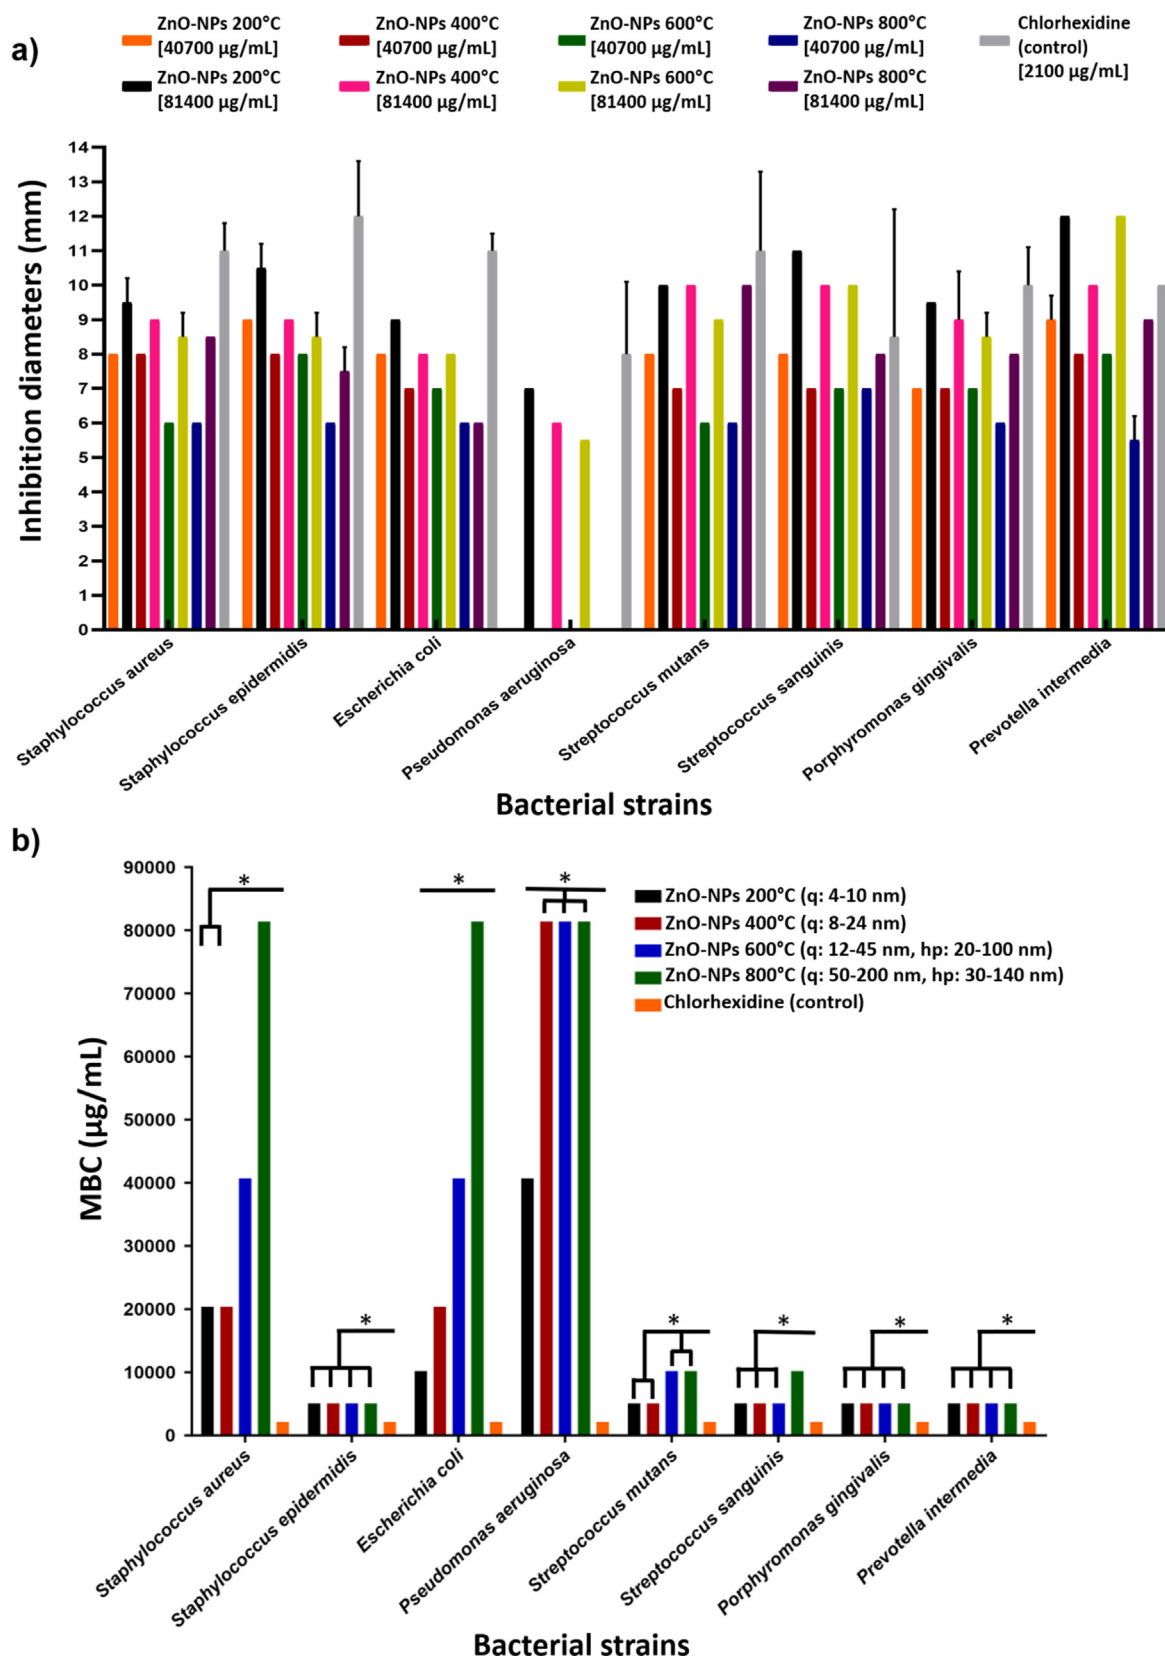 a)
ZnO-NPs 200°C
[40700 µg/mL]
ZnO-NPs 400°C
[40700 µg/mL]
ZnO-NPs 600°C
[40700 µg/mL]
ZnO-NPs 800°C
[40700 µg/mL]
Chlorhexidine
(control)
[2100 µg/mL]
ZnO-NPs 200°C
[81400 µg/mL]
ZnO-NPs 400°C
[81400 µg/mL]
ZnO-NPs 600°C
[81400 µg/mL]
ZnO-NPs 800°C
[81400 µg/mL]
Inhibition diameters (mm)
14
13
12
11
10
9
8
7
6
5
4
3
2
1
0
Staphylococcus aureus
Staphylococcus epidermidis
Escherichia coli
Pseudomonas aeruginosa
Streptococcus mutans
Streptococcus sanguinis
Porphyromonas gingivalis
Prevotella intermedia
Bacterial strains
b)
MBC (µg/mL)
90000
80000
70000
60000
50000
40000
30000
20000
10000
0
*
*
*
*
*
*
*
*
ZnO-NPs 200°C (q: 4-10 nm)
ZnO-NPs 400°C (q: 8-24 nm)
ZnO-NPs 600°C (q: 12-45 nm, hp: 20-100 nm)
ZnO-NPs 800°C (q: 50-200 nm, hp: 30-140 nm)
Chlorhexidine (control)
Staphylococcus aureus
Staphylococcus epidermidis
Escherichia coli
Pseudomonas aeruginosa
Streptococcus mutans
Streptococcus sanguinis
Porphyromonas gingivalis
Prevotella intermedia
Bacterial strains